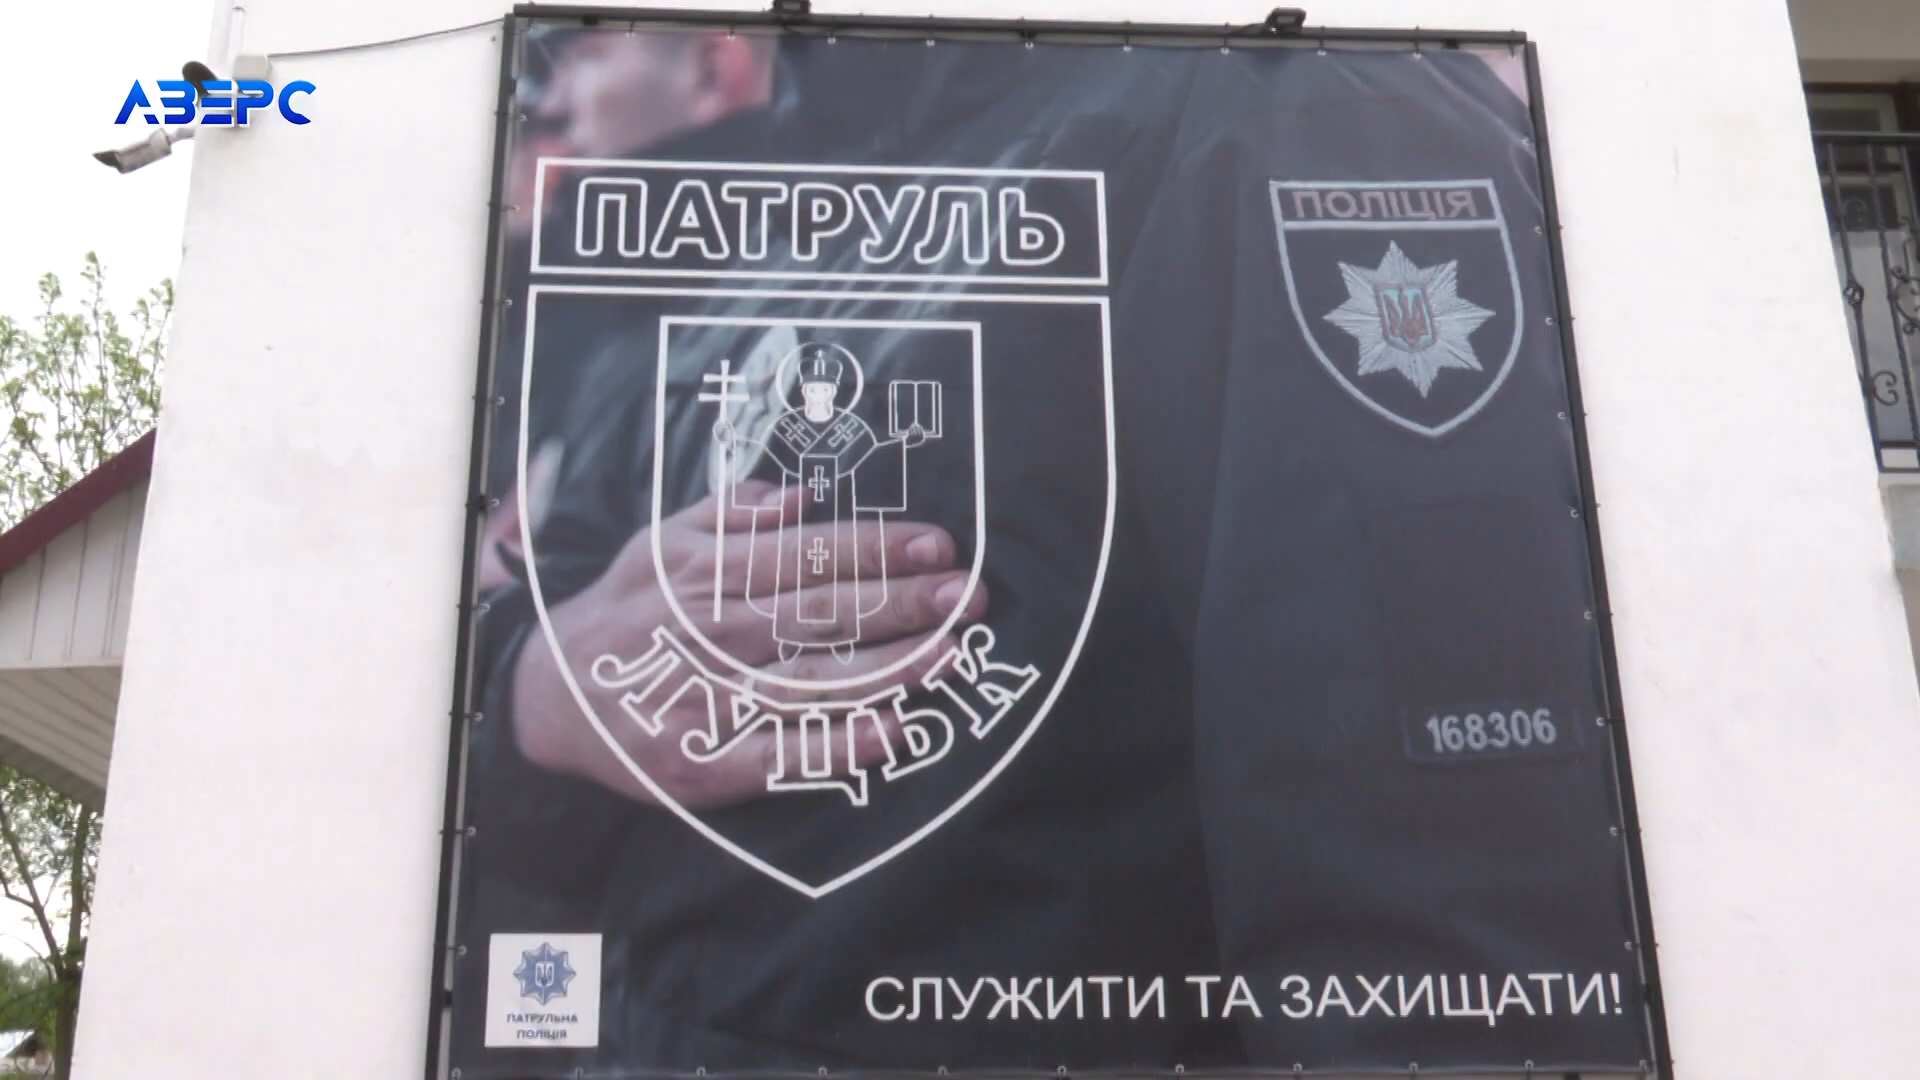 АВЕРС
ПАТРУЛЬ
ПОЛІЦІЯ
ЛУЦЬК
168306
СЛУЖИТИ ТА ЗАХИЩАТИ!
ПАТРУЛЬНА
ПОЛІЦІЯ